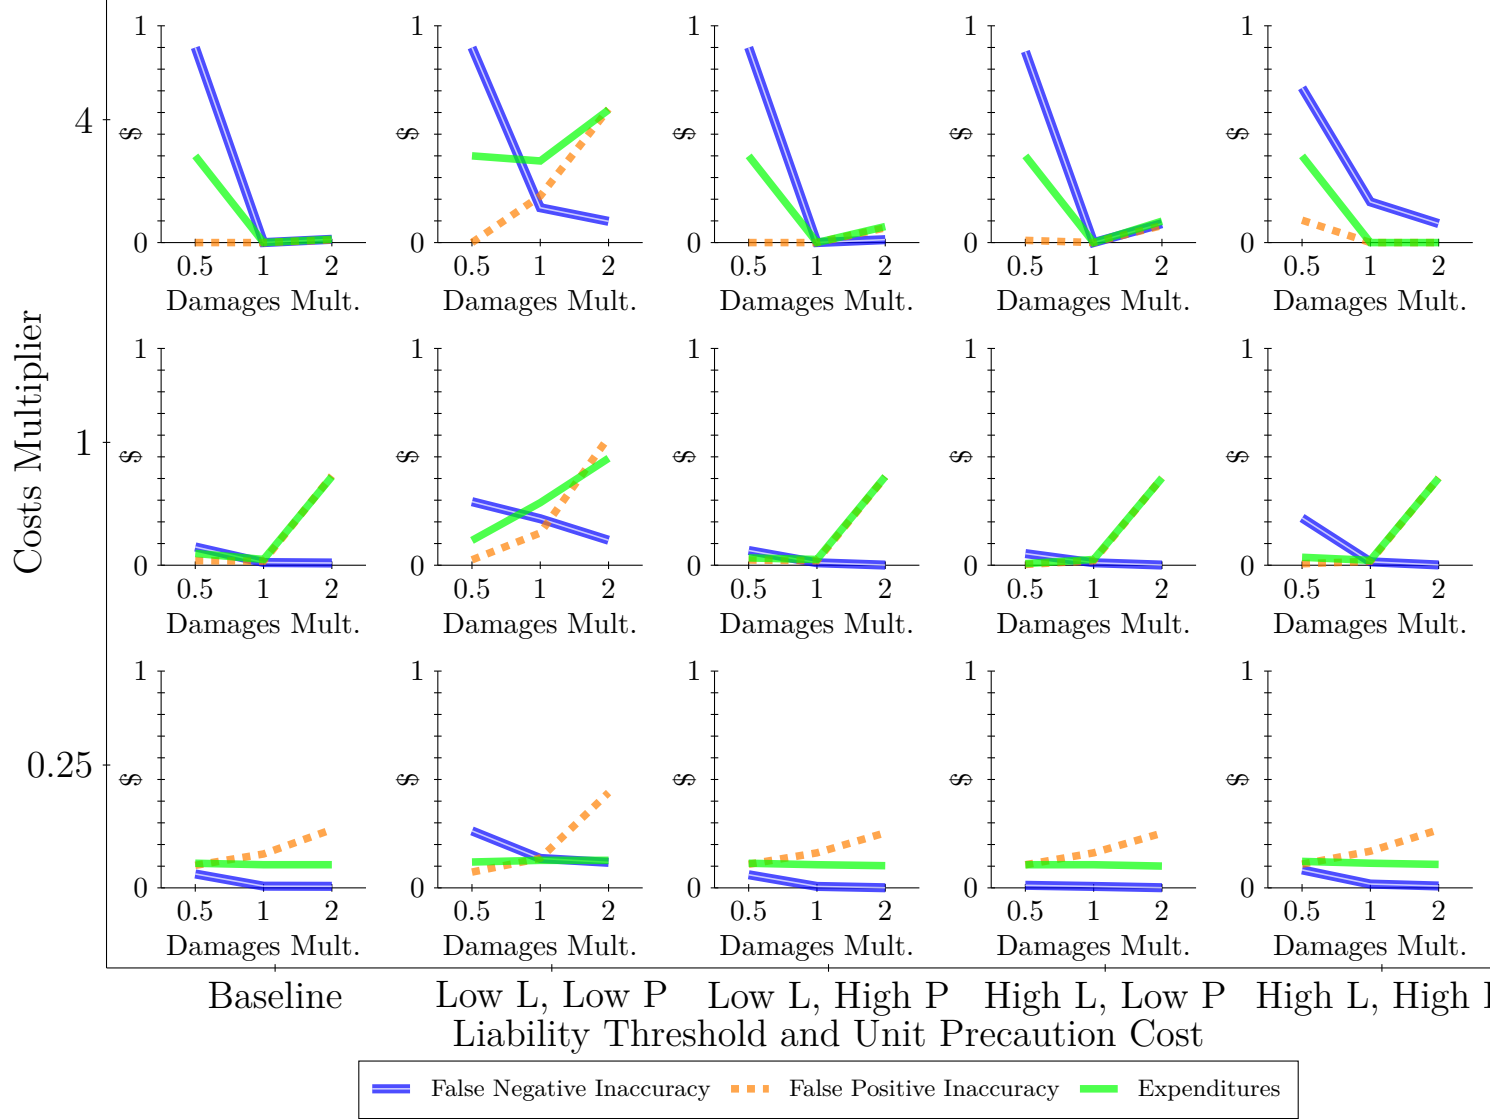 Costs Multiplier
4
1
0
$
0.5 1 2
Damages Mult.
1
0
$
0.5 1 2
Damages Mult.
1
0
$
0.5 1 2
Damages Mult.
1
0
$
0.5 1 2
Damages Mult.
1
0
$
0.5 1 2
Damages Mult.
1
1
0
$
0.5 1 2
Damages Mult.
1
0
$
0.5 1 2
Damages Mult.
1
0
$
0.5 1 2
Damages Mult.
1
0
$
0.5 1 2
Damages Mult.
1
0
$
0.5 1 2
Damages Mult.
0.25
1
0
$
0.5 1 2
Damages Mult.
1
0
$
0.5 1 2
Damages Mult.
1
0
$
0.5 1 2
Damages Mult.
1
0
$
0.5 1 2
Damages Mult.
1
0
$
0.5 1 2
Damages Mult.
Baseline
Low L, Low P
Low L, High P
High L, Low P
High L, High
Liability Threshold and Unit Precaution Cost
False Negative Inaccuracy
False Positive Inaccuracy
Expenditures